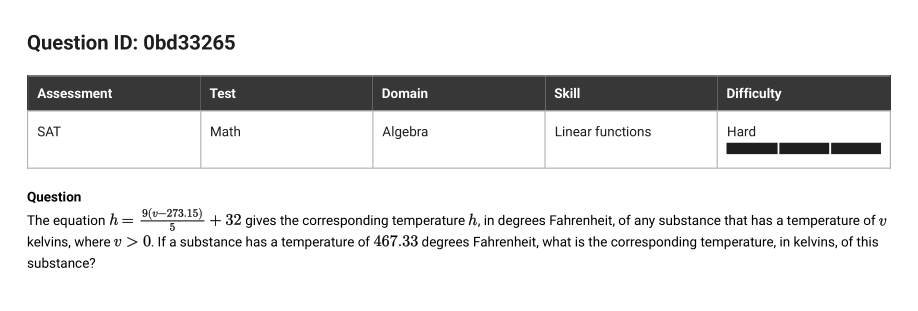 Question ID: 0bd33265
Assessment Test Domain Skill Difficulty
SAT Math Algebra Linear functions Hard
Question
The equation h = 9(v−273.15)/5 + 32 gives the corresponding temperature h, in degrees Fahrenheit, of any substance that has a temperature of v
kelvins, where v > 0. If a substance has a temperature of 467.33 degrees Fahrenheit, what is the corresponding temperature, in kelvins, of this
substance?